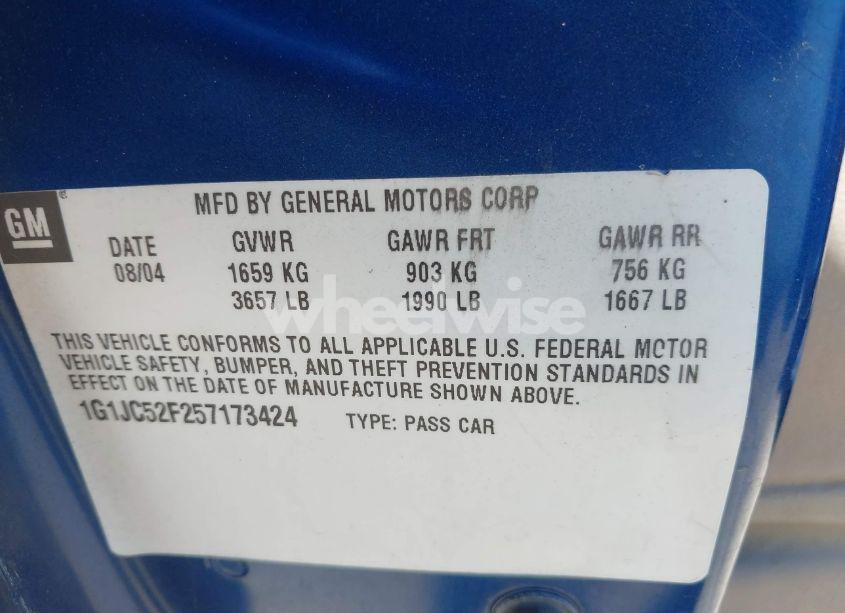 GM
MFD BY GENERAL MOTORS CORP
DATE GVWR GAWR FRT GAWR RR
08/04 1659 KG 903 KG 756 KG
3657 LB 1990 LB 1667 LB
wheelwise
THIS VEHICLE CONFORMS TO ALL APPLICABLE U.S. FEDERAL MOTOR
VEHICLE SAFETY, BUMPER, AND THEFT PREVENTION STANDARDS IN
EFFECT ON THE DATE OF MANUFACTURE SHOWN ABOVE.
1G1JC52F257173424 TYPE: PASS CAR